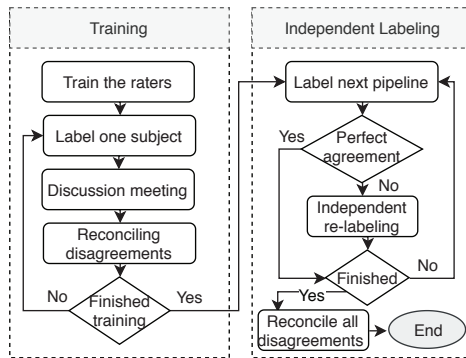 Training
Train the raters
Label one subject
Discussion meeting
Reconciling
disagreements
No
Finished
training
Yes
Independent Labeling
Label next pipeline
Yes
Perfect
agreement
No
Independent
re-labeling
Finished
No
Yes
Reconcile all
disagreements
End